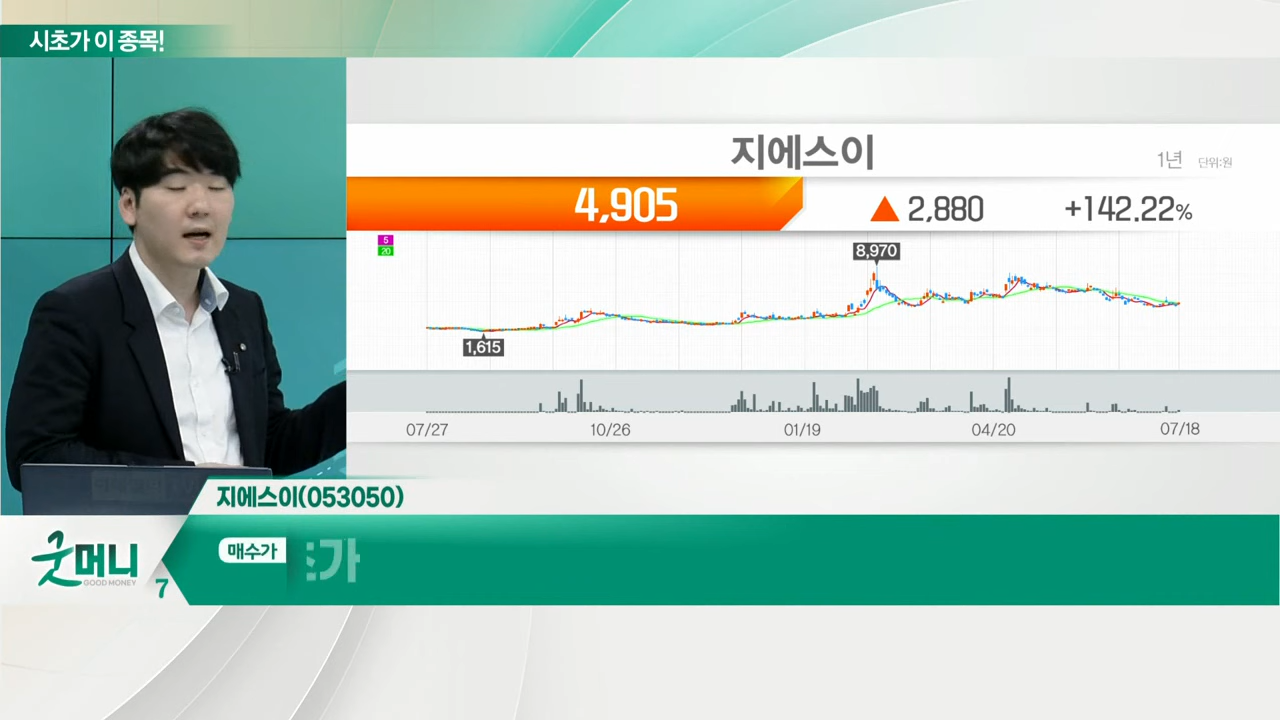 시초가 이 종목!
지에스이
1년 단위:원
4,905 ▲ 2,880 +142.22%
5
20
8,970
1,615
07/27 10/26 01/19 04/20 07/18
지에스이(053050)
굿머니
GOOD MONEY
7
매수가
가